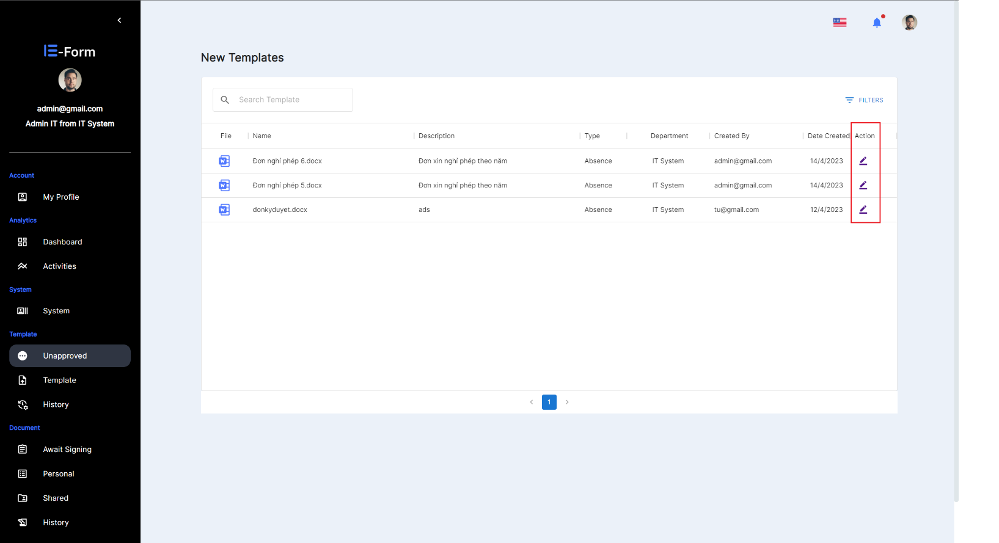 E-Form
admin@gmail.com
Admin IT from IT System
Account
My Profile
Analytics
Dashboard
Activities
System
System
Template
Unapproved
Template
History
Document
Await Signing
Personal
Shared
History
New Templates
Search Template
FILTERS
File Name Description Type Department Created By Date Created Action
Đơn nghỉ phép 6.docx Đơn xin nghỉ phép theo năm Absence IT System admin@gmail.com 14/4/2023
Đơn nghỉ phép 5.docx Đơn xin nghỉ phép theo năm Absence IT System admin@gmail.com 14/4/2023
donkyduyet.docx ads Absence IT System tu@gmail.com 12/4/2023
1